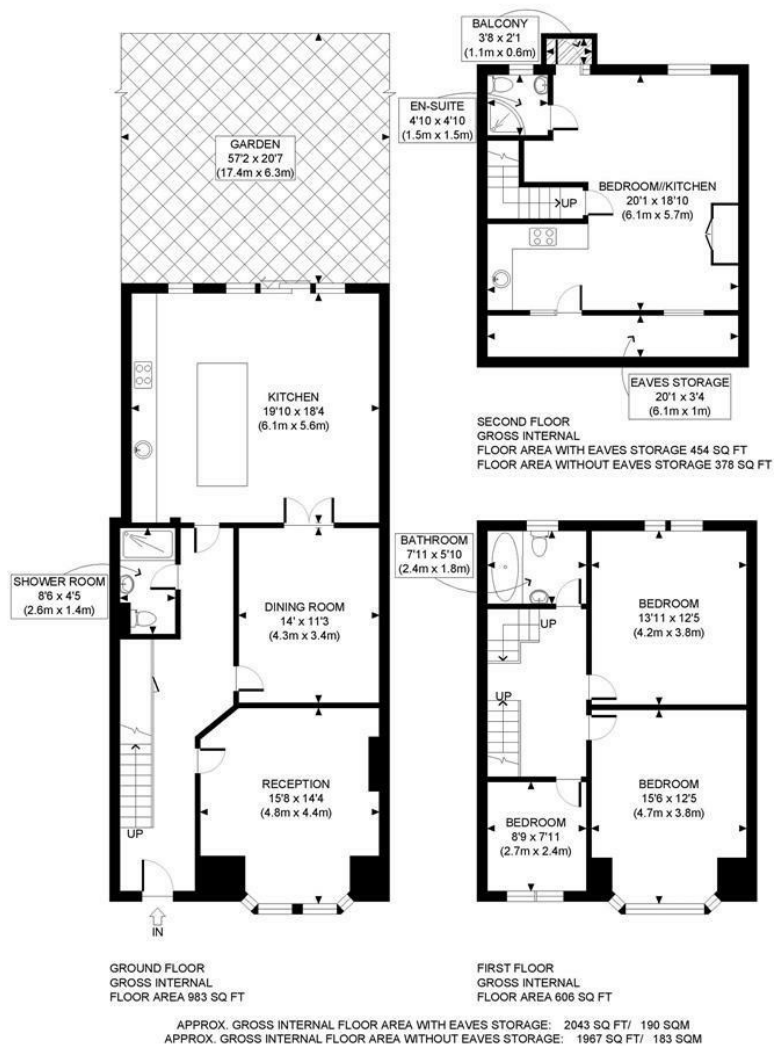 BALCONY
3'8 x 2'1
(1.1m x 0.6m)
EN-SUITE
4'10 x 4'10
(1.5m x 1.5m)
GARDEN
57'2 x 20'7
(17.4m x 6.3m)
BEDROOM//KITCHEN
20'1 x 18'10
(6.1m x 5.7m)
UP
KITCHEN
19'10 x 18'4
(6.1m x 5.6m)
EAVES STORAGE
20'1 x 3'4
(6.1m x 1m)
SECOND FLOOR
GROSS INTERNAL
FLOOR AREA WITH EAVES STORAGE 454 SQ FT
FLOOR AREA WITHOUT EAVES STORAGE 378 SQ FT
SHOWER ROOM
8'6 x 4'5
(2.6m x 1.4m)
DINING ROOM
14' x 11'3
(4.3m x 3.4m)
RECEPTION
15'8 x 14'4
(4.8m x 4.4m)
UP
IN
GROUND FLOOR
GROSS INTERNAL
FLOOR AREA 983 SQ FT
BATHROOM
7'11 x 5'10
(2.4m x 1.8m)
BEDROOM
13'11 x 12'5
(4.2m x 3.8m)
UP
UP
BEDROOM
15'6 x 12'5
(4.7m x 3.8m)
BEDROOM
8'9 x 7'11
(2.7m x 2.4m)
FIRST FLOOR
GROSS INTERNAL
FLOOR AREA 606 SQ FT
APPROX. GROSS INTERNAL FLOOR AREA WITH EAVES STORAGE: 2043 SQ FT/ 190 SQM
APPROX. GROSS INTERNAL FLOOR AREA WITHOUT EAVES STORAGE: 1967 SQ FT/ 183 SQM